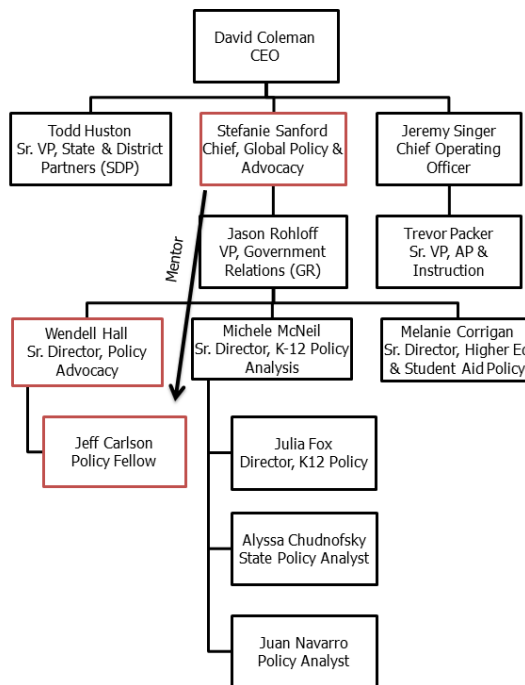 David Coleman
CEO
Todd Huston
Sr. VP, State & District
Partners (SDP)
Stefanie Sanford
Chief, Global Policy &
Advocacy
Jeremy Singer
Chief Operating
Officer
Mentor
Jason Rohloff
VP, Government
Relations (GR)
Trevor Packer
Sr. VP, AP &
Instruction
Wendell Hall
Sr. Director, Policy
Advocacy
Michele McNeil
Sr. Director, K-12 Policy
Analysis
Melanie Corrigan
Sr. Director, Higher Ed
& Student Aid Policy
Jeff Carlson
Policy Fellow
Julia Fox
Director, K12 Policy
Alyssa Chudnofsky
State Policy Analyst
Juan Navarro
Policy Analyst